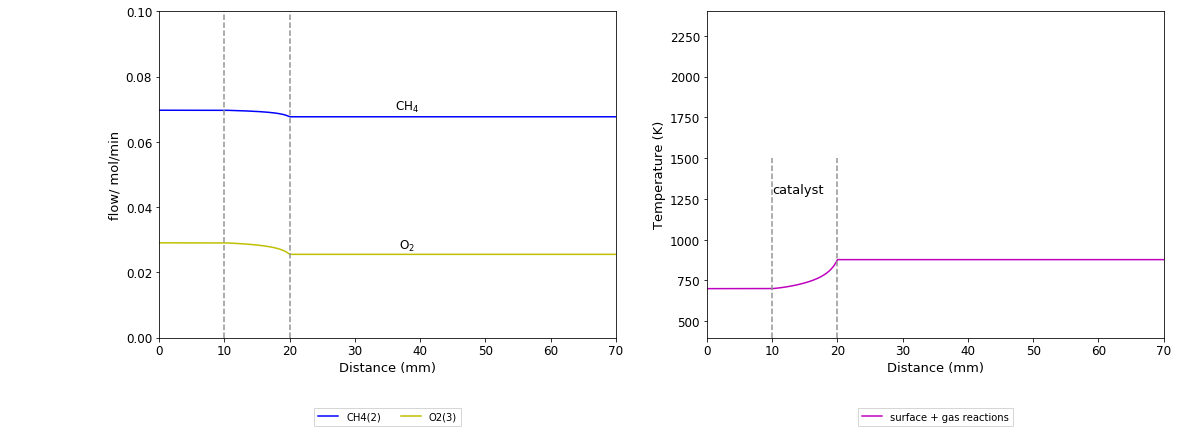 flow/ mol/min
0.10
0.08
0.06
0.04
0.02
0.00
CH4
O2
0 10 20 30 40 50 60 70
Distance (mm)
CH4(2) O2(3)
Temperature (K)
2250
2000
1750
1500
1250
1000
750
500
catalyst
0 10 20 30 40 50 60 70
Distance (mm)
surface + gas reactions